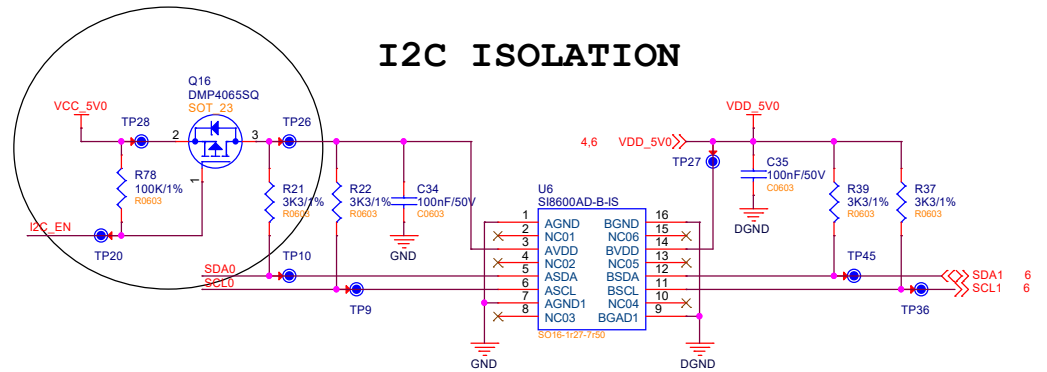 I2C ISOLATION
Q16
DMP4065SQ
SOT_23
VCC_5V0
TP28
2
3
TP26
1
R78
100K/1%
R0603
I2C_EN
TP20
R21
3K3/1%
R0603
R22
3K3/1%
R0603
C34
100nF/50V
C0603
GND
SDA0
SCL0
TP10
TP9
4,6
VDD_5V0
VDD_5V0
TP27
C35
100nF/50V
C0603
DGND
R39
3K3/1%
R0603
R37
3K3/1%
R0603
U6
SI8600AD-B-IS
1 AGND BGND 16
2 NC01 NC06 15
3 AVDD BVDD 14
4 NC02 NC05 13
5 ASDA BSDA 12
6 ASCL BSCL 11
7 AGND1 NC04 10
8 NC03 BGAD1 9
SO16-1r27-7r50
GND
DGND
TP45
TP36
SDA1 6
SCL1 6